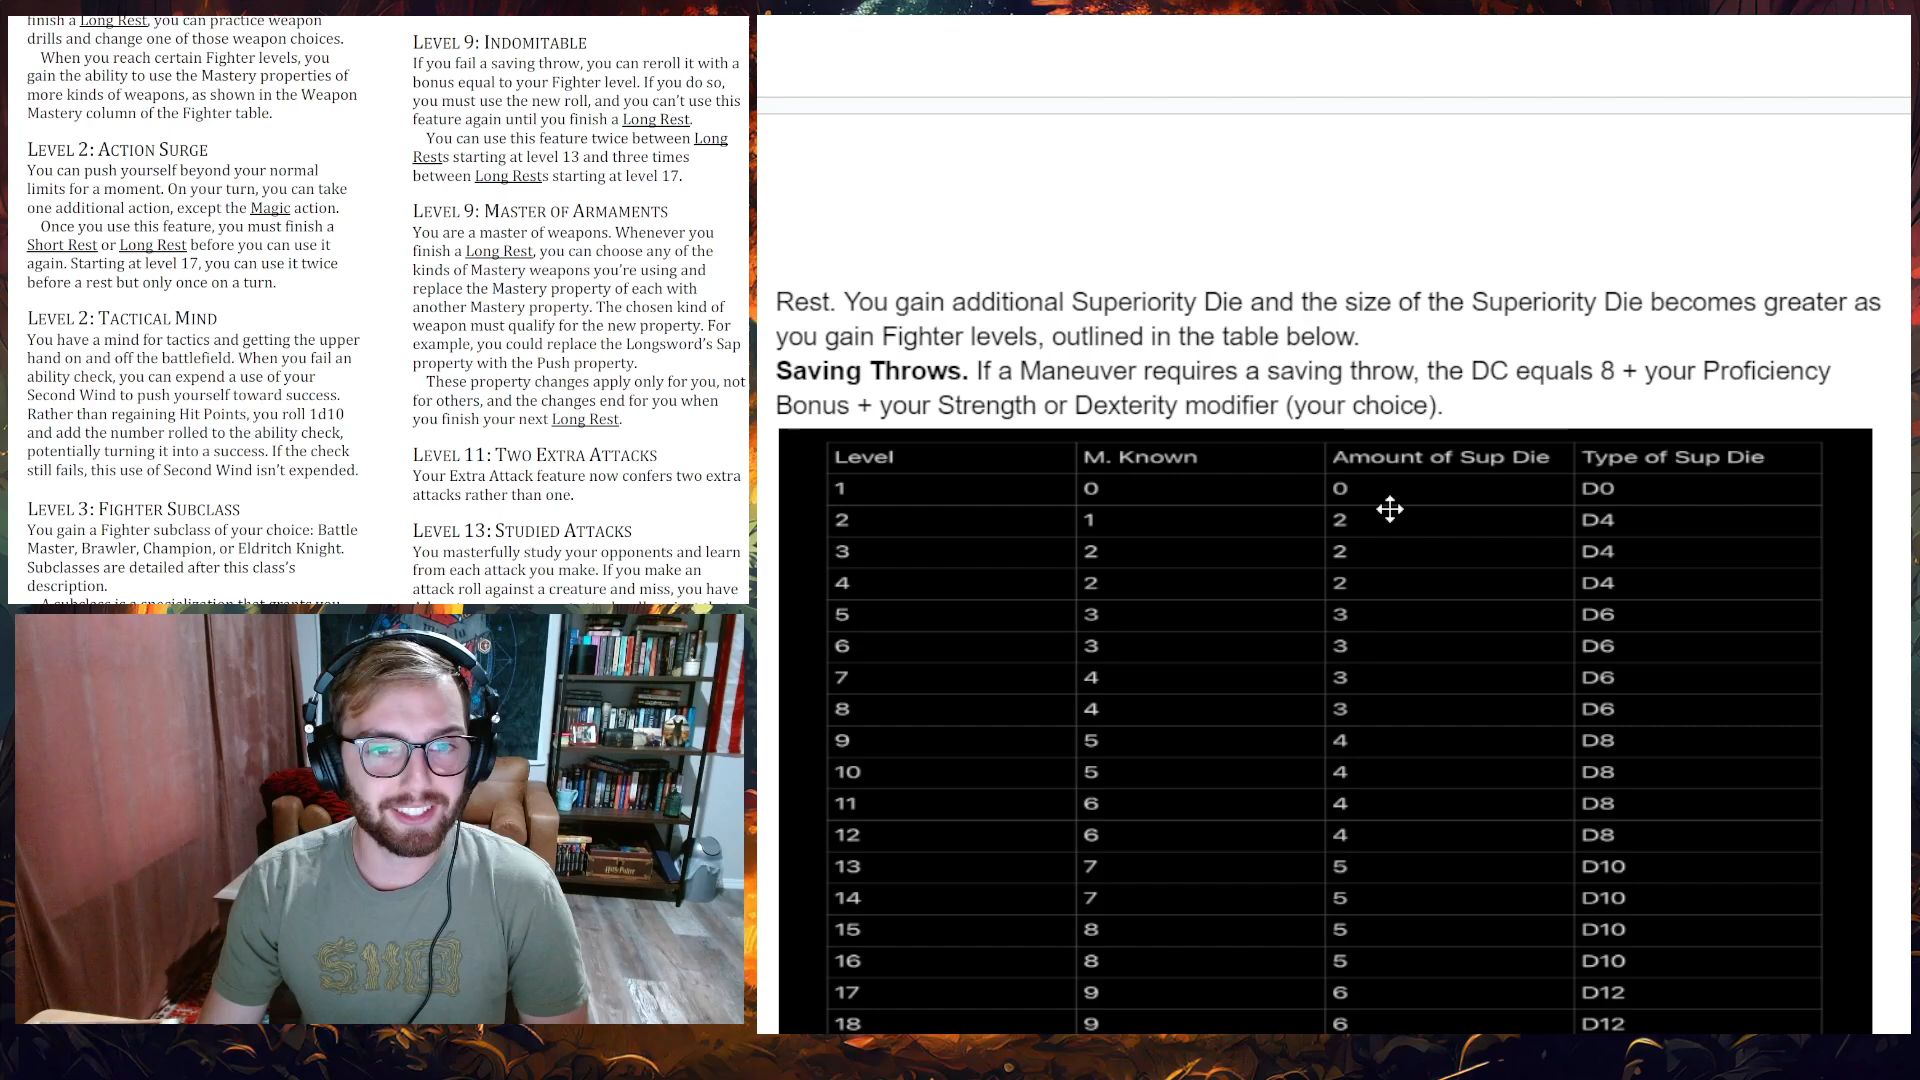 finish a Long Rest, you can practice weapon
drills and change one of those weapon choices.
When you reach certain Fighter levels, you
gain the ability to use the Mastery properties of
more kinds of weapons, as shown in the Weapon
Mastery column of the Fighter table.
LEVEL 2: ACTION SURGE
You can push yourself beyond your normal
limits for a moment. On your turn, you can take
one additional action, except the Magic action.
Once you use this feature, you must finish a
Short Rest or Long Rest before you can use it
again. Starting at level 17, you can use it twice
before a rest but only once on a turn.
LEVEL 2: TACTICAL MIND
You have a mind for tactics and getting the upper
hand on and off the battlefield. When you fail an
ability check, you can expend a use of your
Second Wind to push yourself toward success.
Rather than regaining Hit Points, you roll 1d10
and add the number rolled to the ability check,
potentially turning it into a success. If the check
still fails, this use of Second Wind isn't expended.
LEVEL 3: FIGHTER SUBCLASS
You gain a Fighter subclass of your choice: Battle
Master, Brawler, Champion, or Eldritch Knight.
Subclasses are detailed after this class's
description.
A subclass is a specialization that grants you
LEVEL 9: INDOMITABLE
If you fail a saving throw, you can reroll it with a
bonus equal to your Fighter level. If you do so,
you must use the new roll, and you can't use this
feature again until you finish a Long Rest.
You can use this feature twice between Long
Rests starting at level 13 and three times
between Long Rests starting at level 17.
LEVEL 9: MASTER OF ARMAMENTS
You are a master of weapons. Whenever you
finish a Long Rest, you can choose any of the
kinds of Mastery weapons you're using and
replace the Mastery property of each with
another Mastery property. The chosen kind of
weapon must qualify for the new property. For
example, you could replace the Longsword's Sap
property with the Push property.
These property changes apply only for you, not
for others, and the changes end for you when
you finish your next Long Rest.
LEVEL 11: TWO EXTRA ATTACKS
Your Extra Attack feature now confers two extra
attacks rather than one.
LEVEL 13: STUDIED ATTACKS
You masterfully study your opponents and learn
from each attack you make. If you make an
attack roll against a creature and miss, you have
Rest. You gain additional Superiority Die and the size of the Superiority Die becomes greater as
you gain Fighter levels, outlined in the table below.
Saving Throws. If a Maneuver requires a saving throw, the DC equals 8 + your Proficiency
Bonus + your Strength or Dexterity modifier (your choice).
Level M. Known Amount of Sup Die Type of Sup Die
1 0 0 D0
2 1 2 D4
3 2 2 D4
4 2 2 D4
5 3 3 D6
6 3 3 D6
7 4 3 D6
8 4 3 D6
9 5 4 D8
10 5 4 D8
11 6 4 D8
12 6 4 D8
13 7 5 D10
14 7 5 D10
15 8 5 D10
16 8 5 D10
17 9 6 D12
18 9 6 D12
Harry Potter